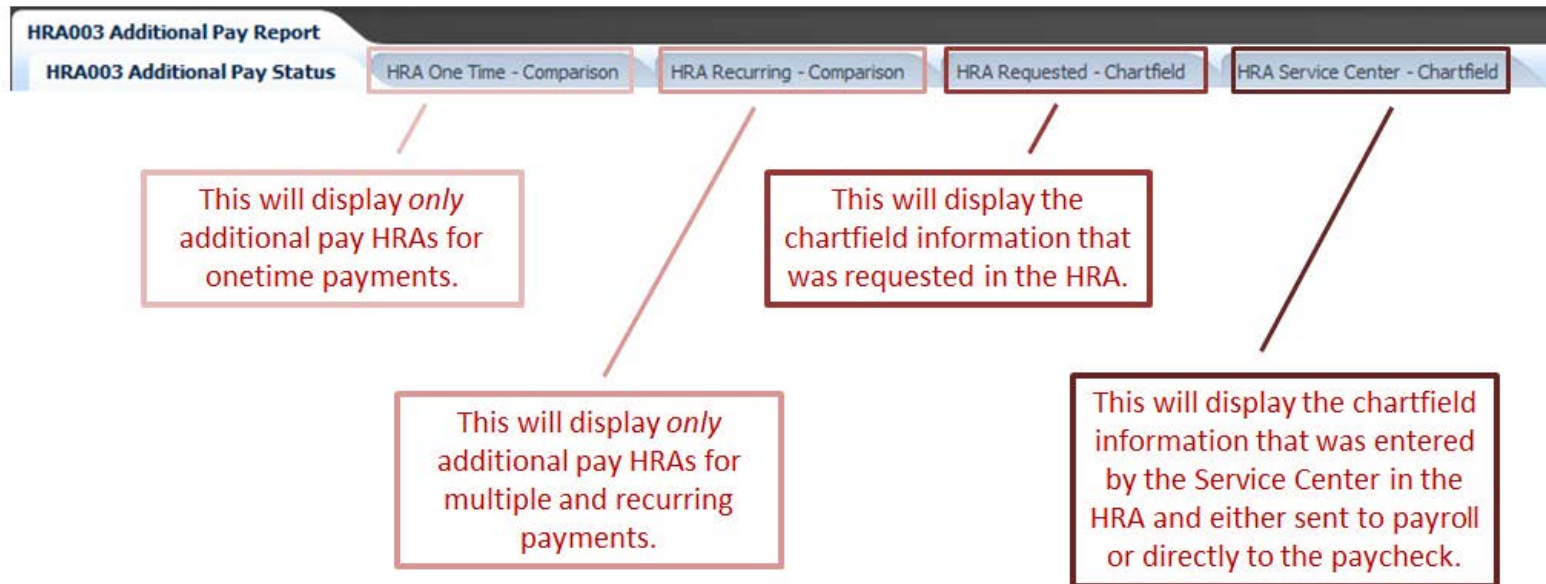 HRA003 Additional Pay Report
HRA003 Additional Pay Status
HRA One Time - Comparison
HRA Recurring - Comparison
HRA Requested - Chartfield
HRA Service Center - Chartfield
This will display only
additional pay HRAs for
onetime payments.
This will display the
chartfield information that
was requested in the HRA.
This will display only
additional pay HRAs for
multiple and recurring
payments.
This will display the chartfield
information that was entered
by the Service Center in the
HRA and either sent to payroll
or directly to the paycheck.